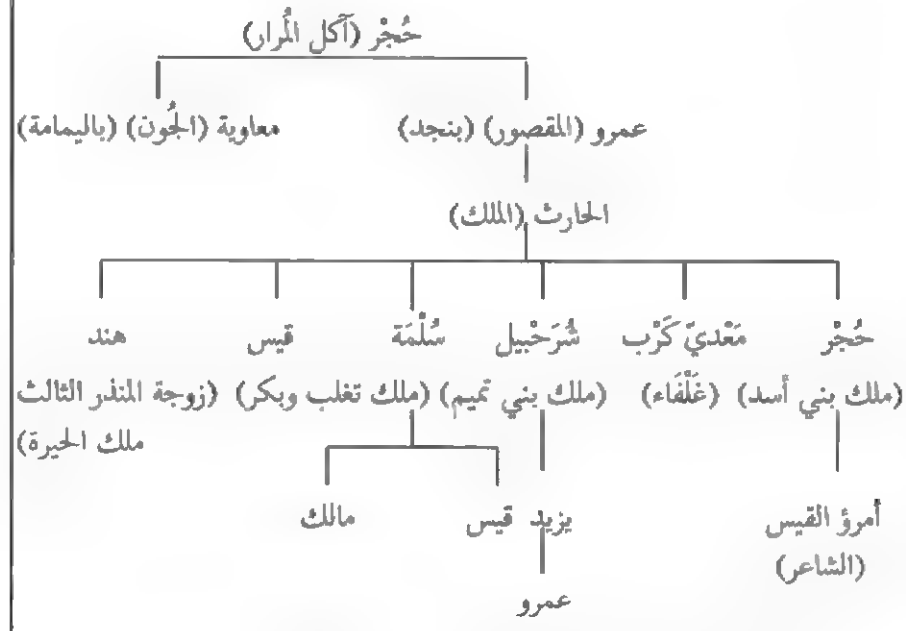 حُجْر (آكل المُرار)
عمرو (المقصور) (بنجد) معاوية (الجُون) (باليمامة)
الحارث (الملك)
حُجْر مَعْديّ كَرْب شُرَحْبيل سُلْمَة قيس هند
(ملك بني أسد) (غَلْفَاء) (ملك بني تميم) (ملك تغلب وبكر) (زوجة المنذر الثالث
ملك الحيرة)
أمرؤ القيس يزيد قيس مالك
(الشاعر)
عمرو